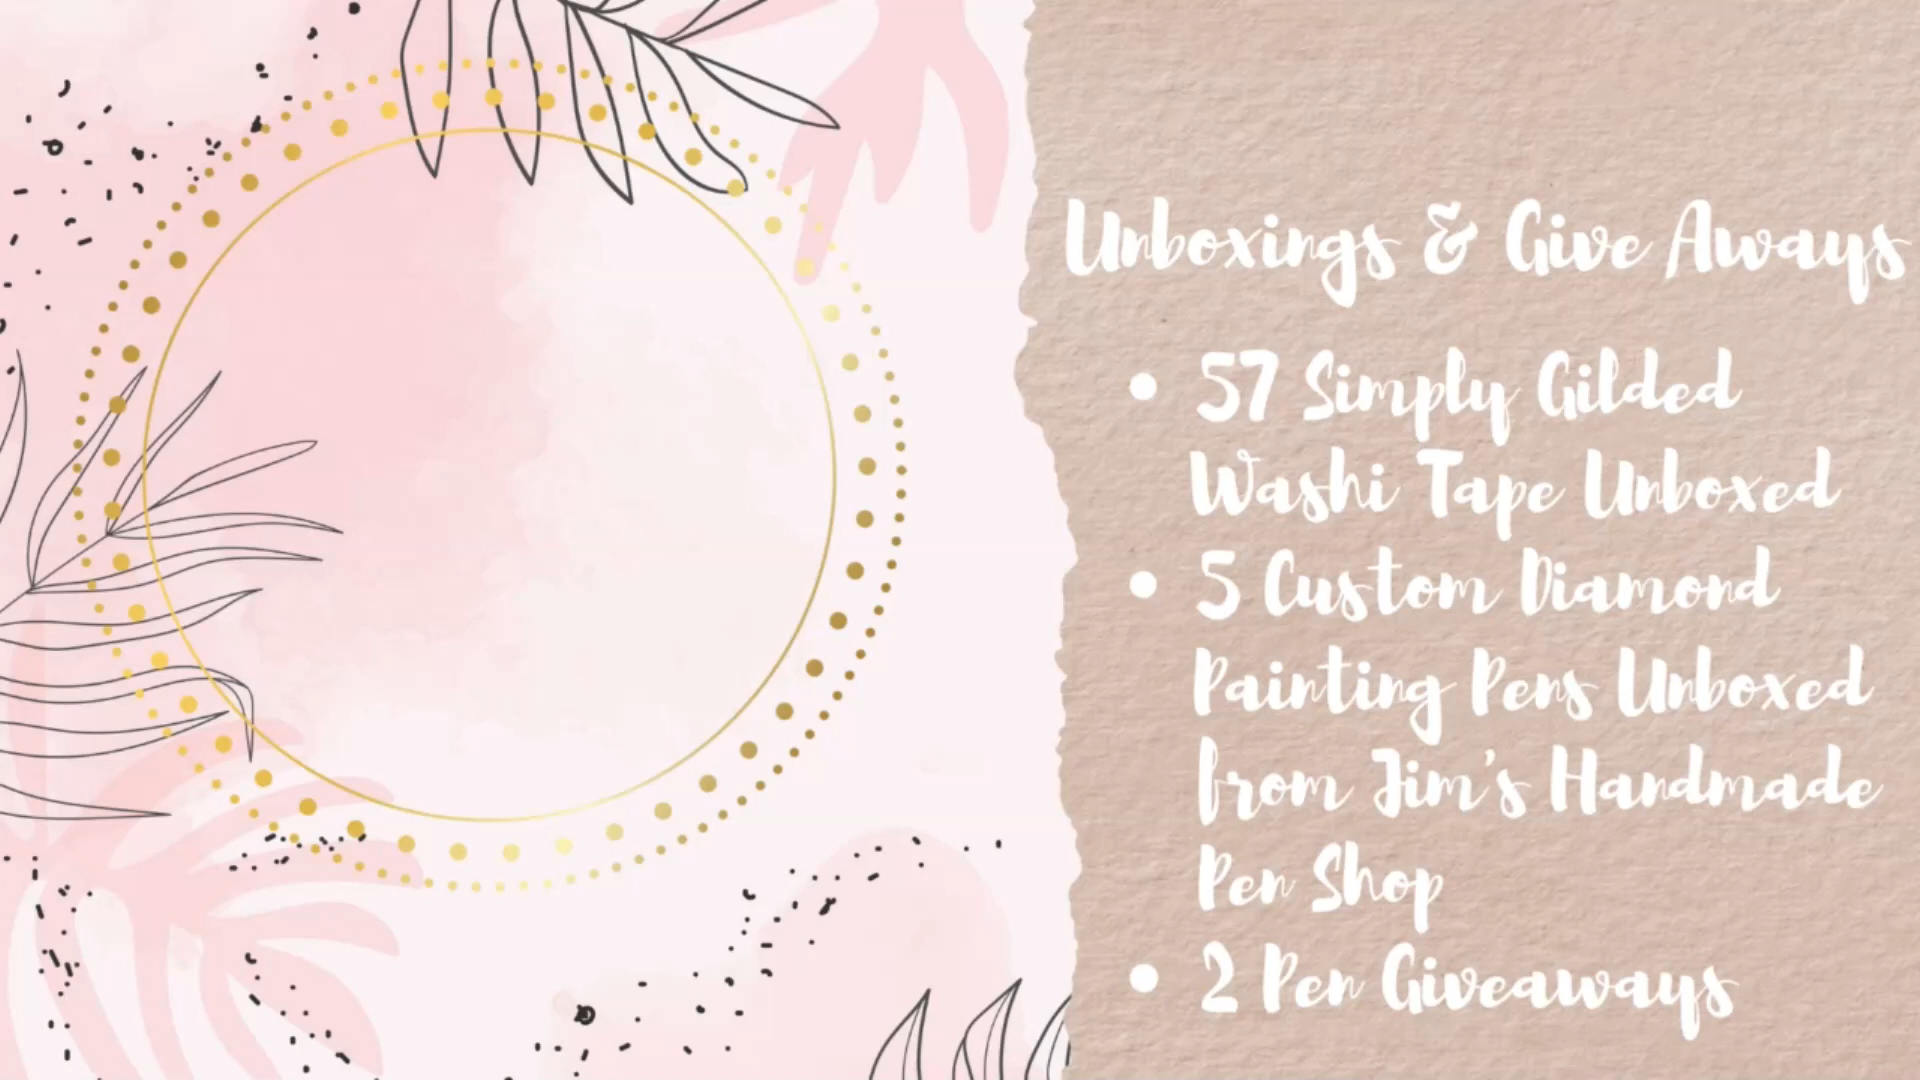 Unboxings & Give Aways
• 57 Simply Gilded
Washi Tape Unboxed
• 5 Custom Diamond
Painting Pens Unboxed
from Jim's Handmade
Pen Shop
• 2 Pen Giveaways